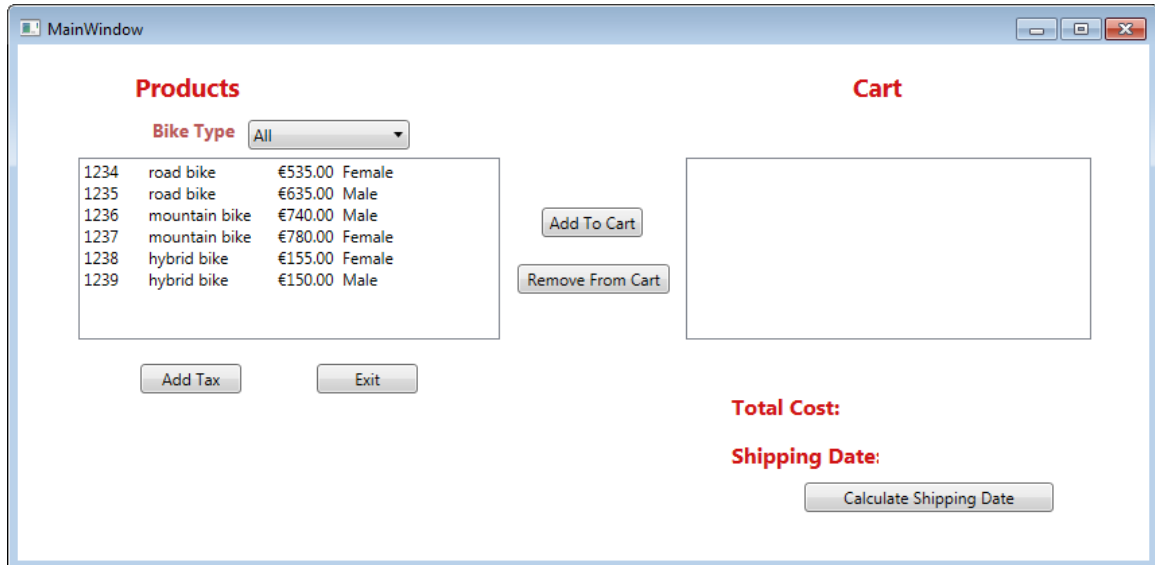 MainWindow
Products
Cart
Bike Type All
1234 road bike €535.00 Female
1235 road bike €635.00 Male
1236 mountain bike €740.00 Male
1237 mountain bike €780.00 Female
1238 hybrid bike €155.00 Female
1239 hybrid bike €150.00 Male
Add To Cart
Remove From Cart
Add Tax
Exit
Total Cost:
Shipping Date:
Calculate Shipping Date